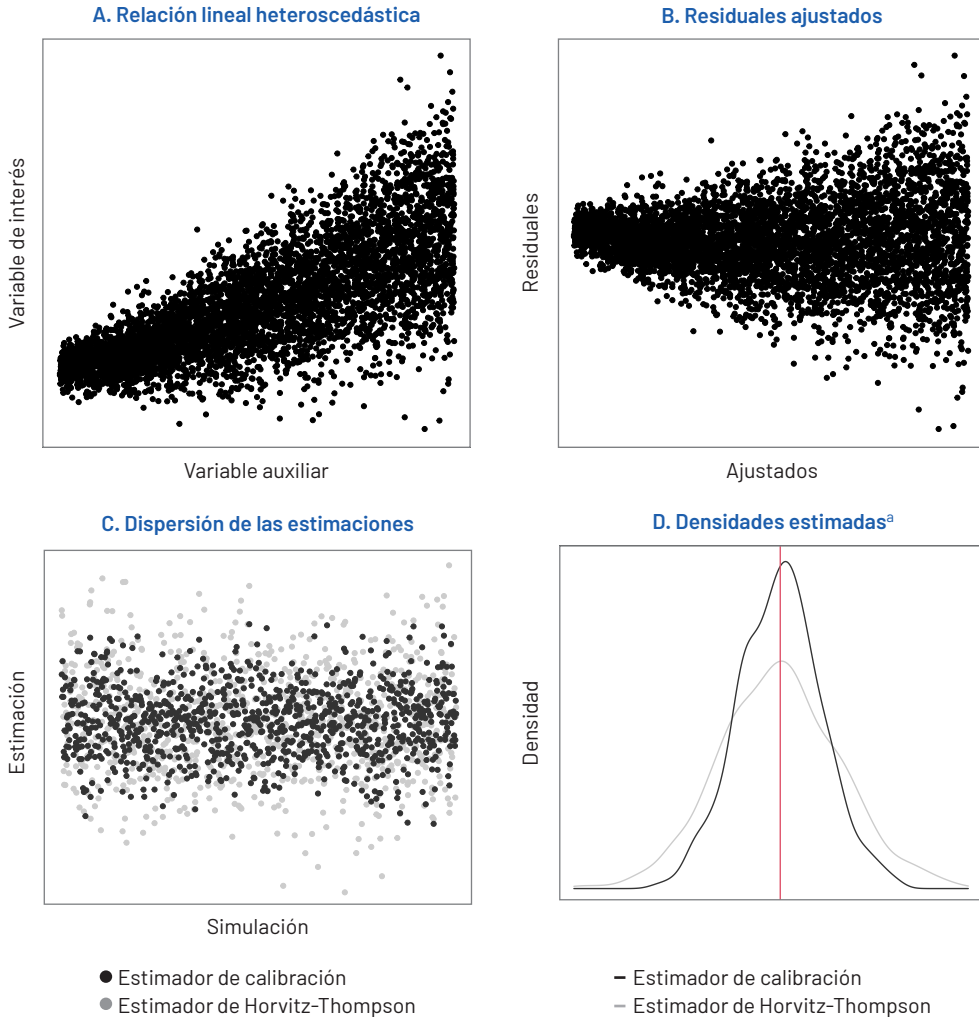 A. Relación lineal heteroscedástica
Variable de interés
Variable auxiliar
B. Residuales ajustados
Residuales
Ajustados
C. Dispersión de las estimaciones
Estimación
Simulación
Estimador de calibración
Estimador de Horvitz-Thompson
D. Densidades estimadasᵃ
Densidad
Estimador de calibración
Estimador de Horvitz-Thompson